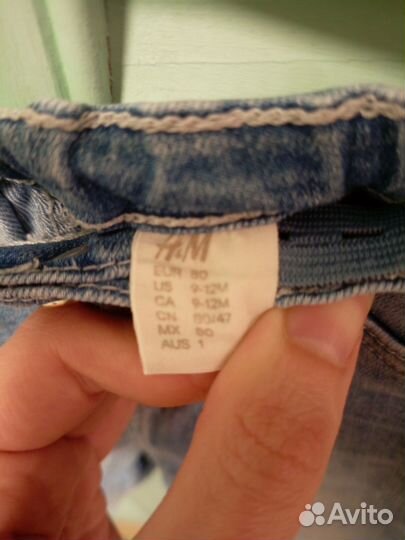 H&M
EUR 80
US 9-12M
CA 9-12M
CN 80/47
MX 80
AUS 1
Avito